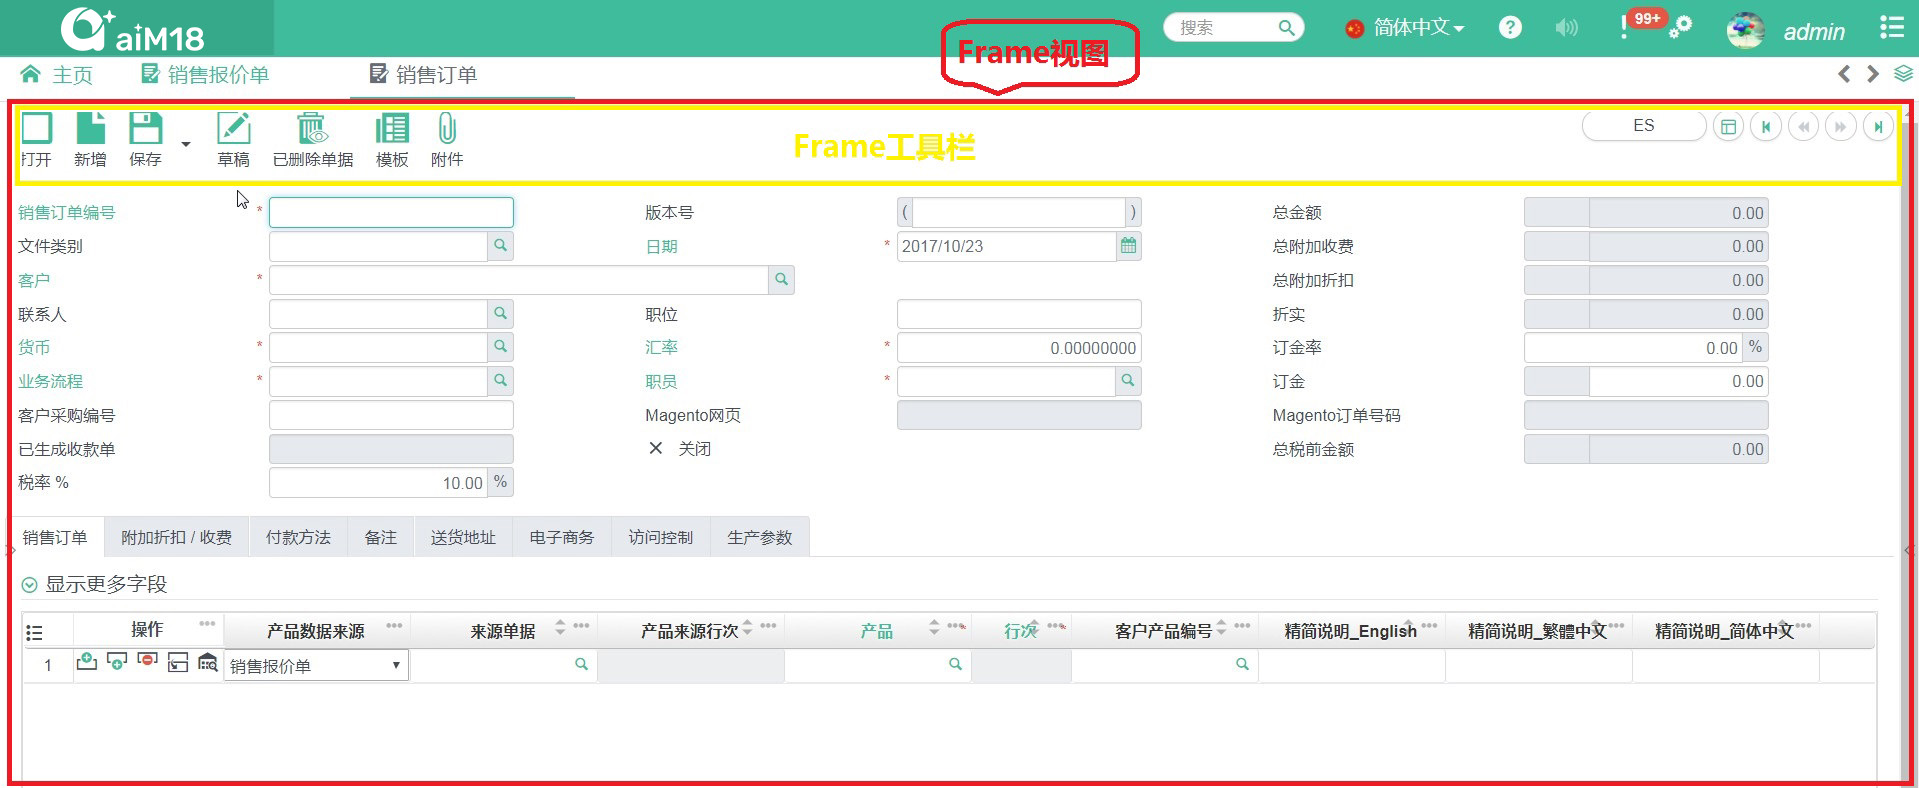 aiM18
搜索
简体中文
99+
admin
Frame视图
主页
销售报价单
销售订单
打开
新增
保存
草稿
已删除单据
模板
附件
Frame工具栏
ES
销售订单编号 * 版本号 ( ) 总金额 0.00
文件类别 日期 * 2017/10/23 总附加收费 0.00
客户 * 总附加折扣 0.00
联系人 职位 折实 0.00
货币 * 汇率 * 0.00000000 订金率 0.00 %
业务流程 * 职员 * 订金 0.00
客户采购编号 Magento网页 Magento订单号码
已生成收款单 关闭 总税前金额 0.00
税率 % 10.00 %
销售订单 附加折扣 / 收费 付款方法 备注 送货地址 电子商务 访问控制 生产参数
显示更多字段
操作 产品数据来源 来源单据 产品来源行次 产品 * 行次 * 客户产品编号 精简说明_English 精简说明_繁體中文 精简说明_简体中文
1 销售报价单